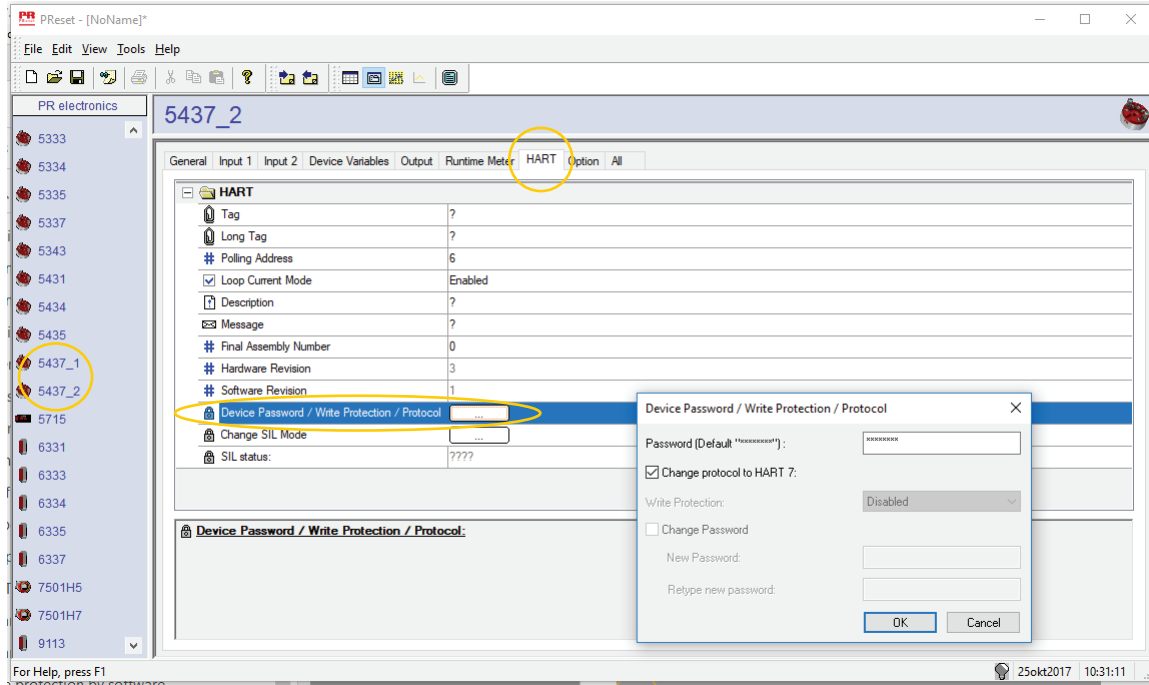 PR PReset - [NoName]*
File Edit View Tools Help
PR electronics
5333
5334
5335
5337
5343
5431
5434
5435
5437_1
5437_2
5715
6331
6333
6334
6335
6337
7501H5
7501H7
9113
5437_2
General Input 1 Input 2 Device Variables Output Runtime Meter HART Option All
HART
Tag ?
Long Tag ?
Polling Address 6
Loop Current Mode Enabled
Description ?
Message ?
Final Assembly Number 0
Hardware Revision 3
Software Revision 1
Device Password / Write Protection / Protocol ...
Change SIL Mode ...
SIL status: ????
Device Password / Write Protection / Protocol:
Device Password / Write Protection / Protocol
Password (Default "********") : ********
Change protocol to HART 7:
Write Protection: Disabled
Change Password
New Password:
Retype new password:
OK Cancel
For Help, press F1 25okt2017 10:31:11